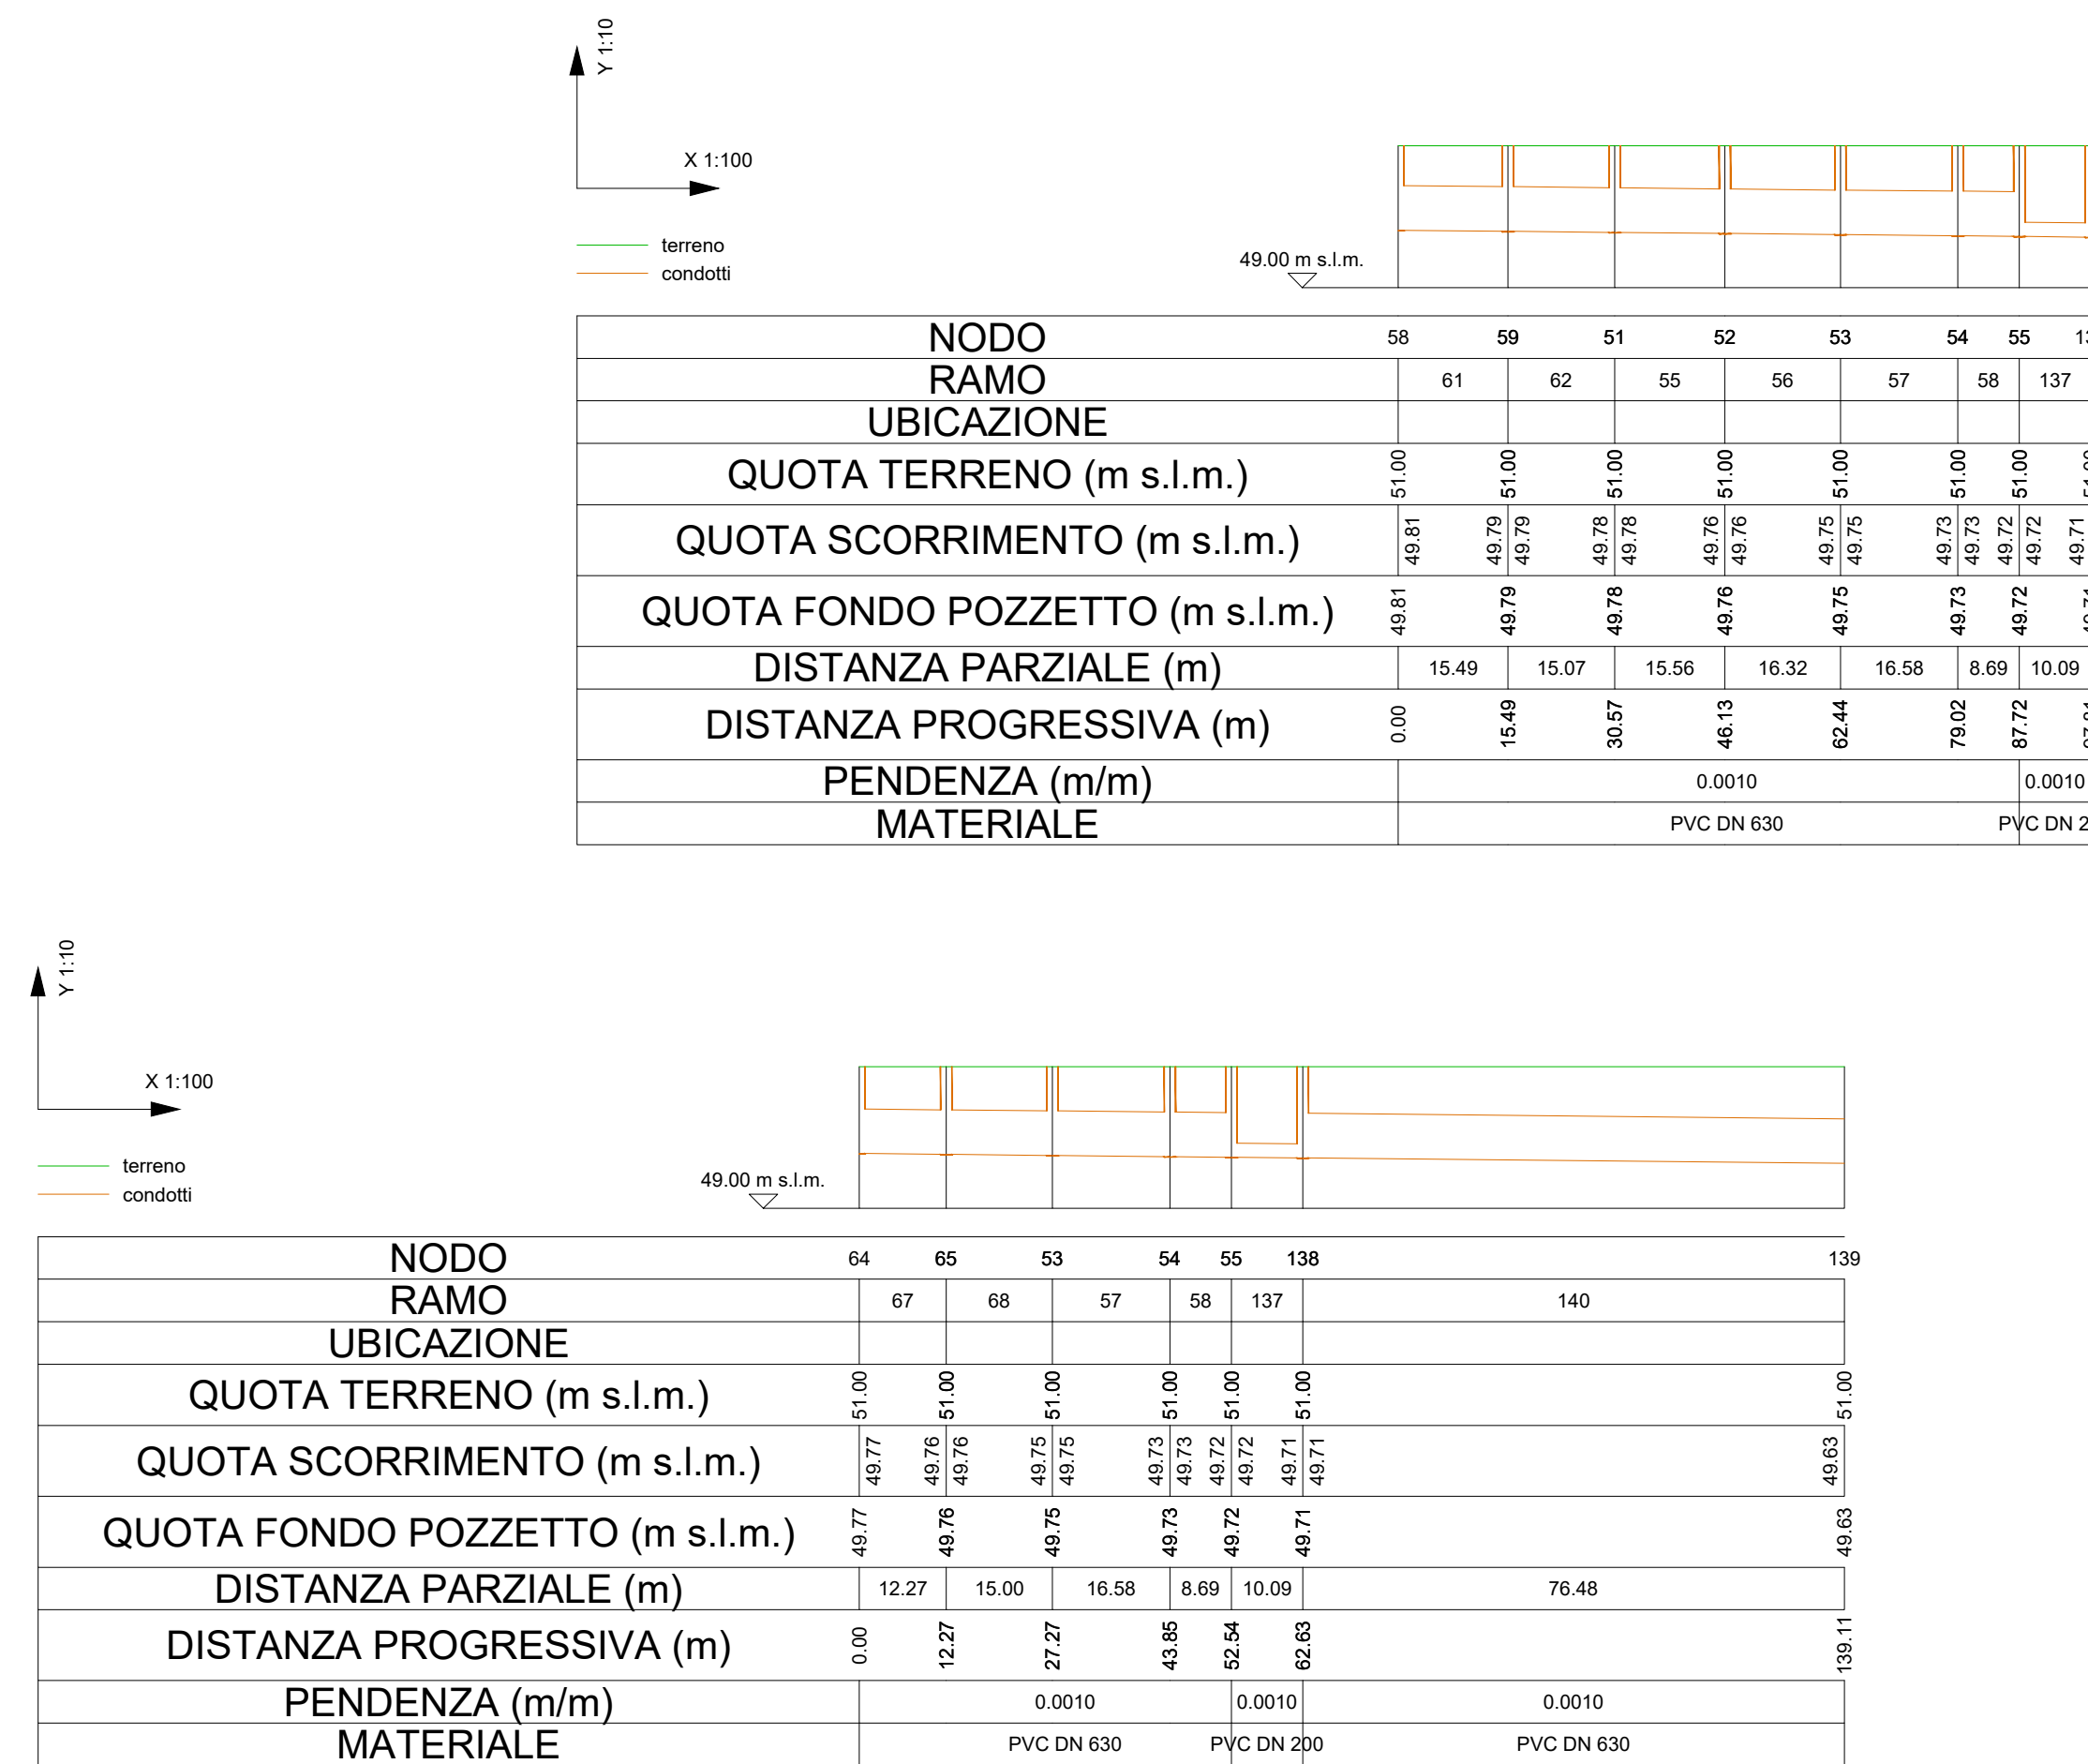 Y 1:10
X 1:100
terreno
condotti
49.00 m s.l.m.
NODO 58 59 51 52 53 54 55
RAMO 61 62 55 56 57 58 137
UBICAZIONE
QUOTA TERRENO (m s.l.m.) 51.00 51.00 51.00 51.00 51.00 51.00 51.00
QUOTA SCORRIMENTO (m s.l.m.) 49.81 49.79 49.79 49.78 49.78 49.76 49.76 49.75 49.75 49.73 49.73 49.72 49.72 49.71
QUOTA FONDO POZZETTO (m s.l.m.) 49.81 49.79 49.78 49.76 49.75 49.73 49.72
DISTANZA PARZIALE (m) 15.49 15.07 15.56 16.32 16.58 8.69 10.09
DISTANZA PROGRESSIVA (m) 0.00 15.49 30.57 46.13 62.44 79.02 87.72
PENDENZA (m/m) 0.0010 0.0010
MATERIALE PVC DN 630 PVC DN 2
Y 1:10
X 1:100
terreno
condotti
49.00 m s.l.m.
NODO 64 65 53 54 55 138 139
RAMO 67 68 57 58 137 140
UBICAZIONE
QUOTA TERRENO (m s.l.m.) 51.00 51.00 51.00 51.00 51.00 51.00 51.00
QUOTA SCORRIMENTO (m s.l.m.) 49.77 49.76 49.76 49.75 49.75 49.73 49.73 49.72 49.72 49.71 49.71 49.63
QUOTA FONDO POZZETTO (m s.l.m.) 49.77 49.76 49.75 49.73 49.72 49.71 49.63
DISTANZA PARZIALE (m) 12.27 15.00 16.58 8.69 10.09 76.48
DISTANZA PROGRESSIVA (m) 0.00 12.27 27.27 43.85 52.54 62.63 139.11
PENDENZA (m/m) 0.0010 0.0010 0.0010
MATERIALE PVC DN 630 PVC DN 200 PVC DN 630